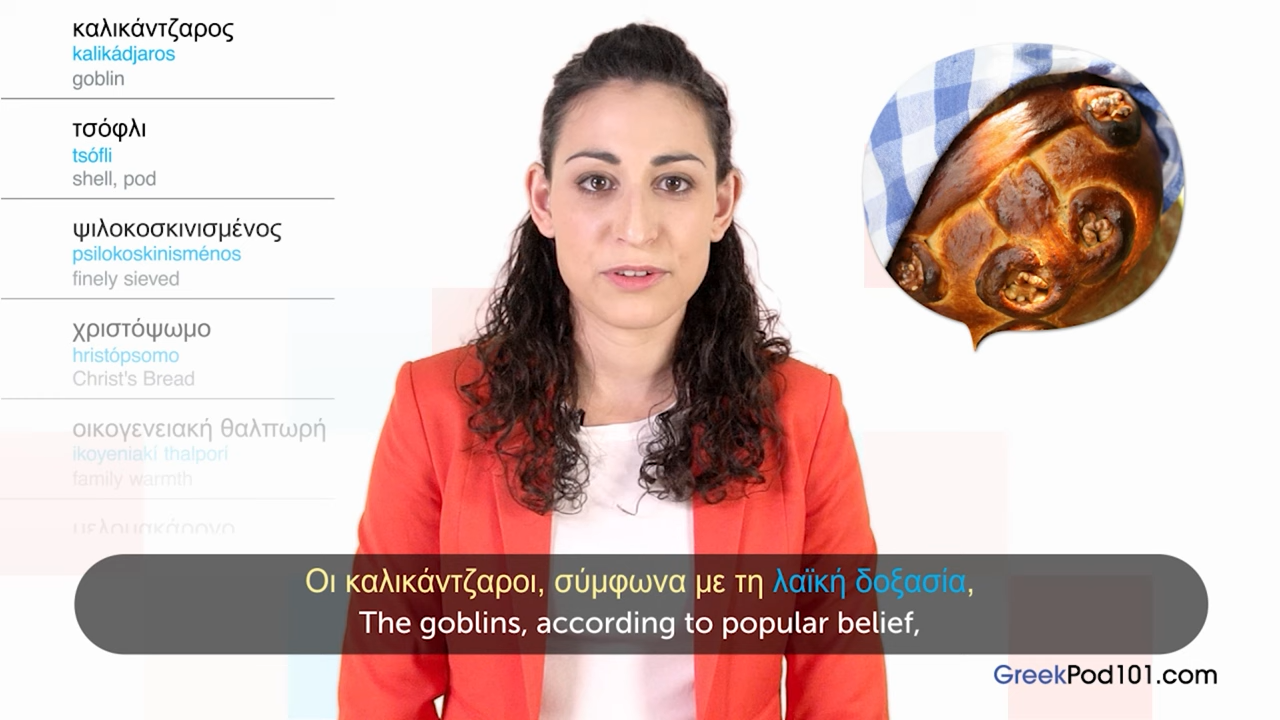 καλικάντζαρος
kalikádjaros
goblin
τσόφλι
tsófli
shell, pod
ψιλοκοσκινισμένος
psilokoskinisménos
finely sieved
χριστόψωμο
hristópsomo
Christ's Bread
οικογενειακή θαλπωρή
ikoyeniakí thalporí
family warmth
μελομακάρονο
Οι καλικάντζαροι, σύμφωνα με τη λαϊκή δοξασία,
The goblins, according to popular belief,
GreekPod101.com